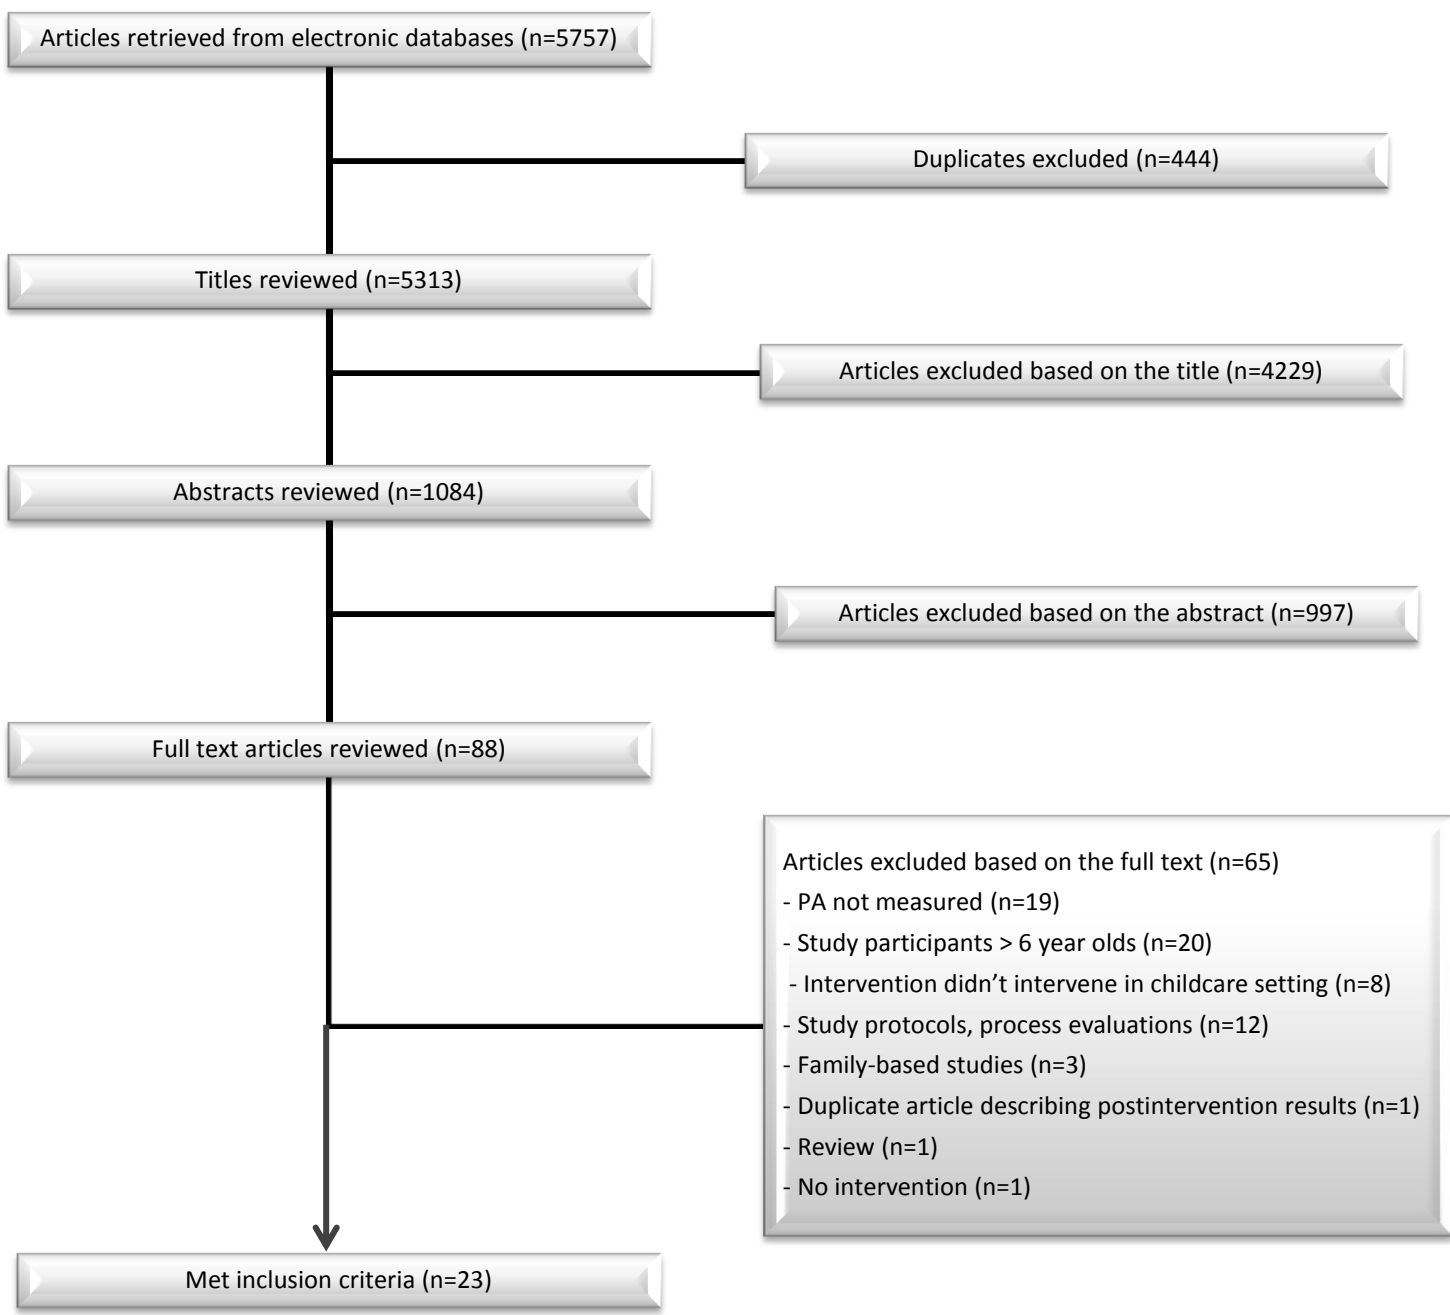 Articles retrieved from electronic databases (n=5757)
Duplicates excluded (n=444)
Titles reviewed (n=5313)
Articles excluded based on the title (n=4229)
Abstracts reviewed (n=1084)
Articles excluded based on the abstract (n=997)
Full text articles reviewed (n=88)
Articles excluded based on the full text (n=65)
- PA not measured (n=19)
- Study participants > 6 year olds (n=20)
- Intervention didn’t intervene in childcare setting (n=8)
- Study protocols, process evaluations (n=12)
- Family-based studies (n=3)
- Duplicate article describing postintervention results (n=1)
- Review (n=1)
- No intervention (n=1)
Met inclusion criteria (n=23)